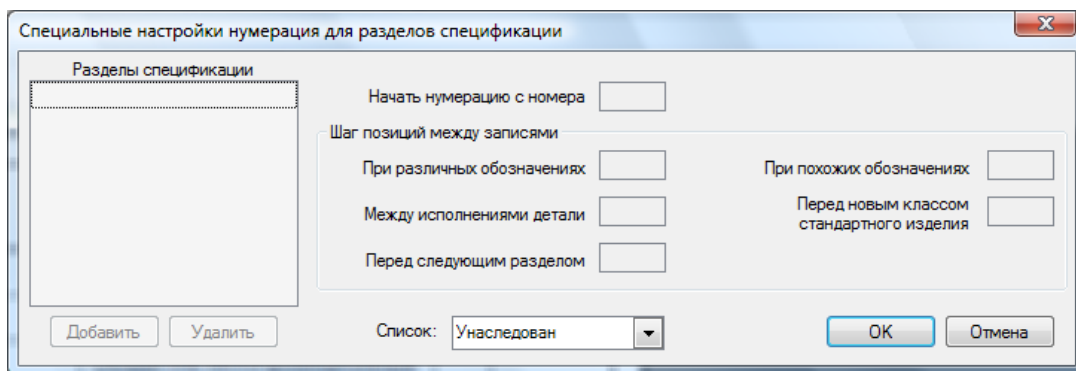 Специальные настройки нумерация для разделов спецификации
Разделы спецификации
Начать нумерацию с номера
Шаг позиций между записями
При различных обозначениях
При похожих обозначениях
Между исполнениями детали
Перед новым классом
стандартного изделия
Перед следующим разделом
Добавить Удалить Список: Унаследован OK Отмена